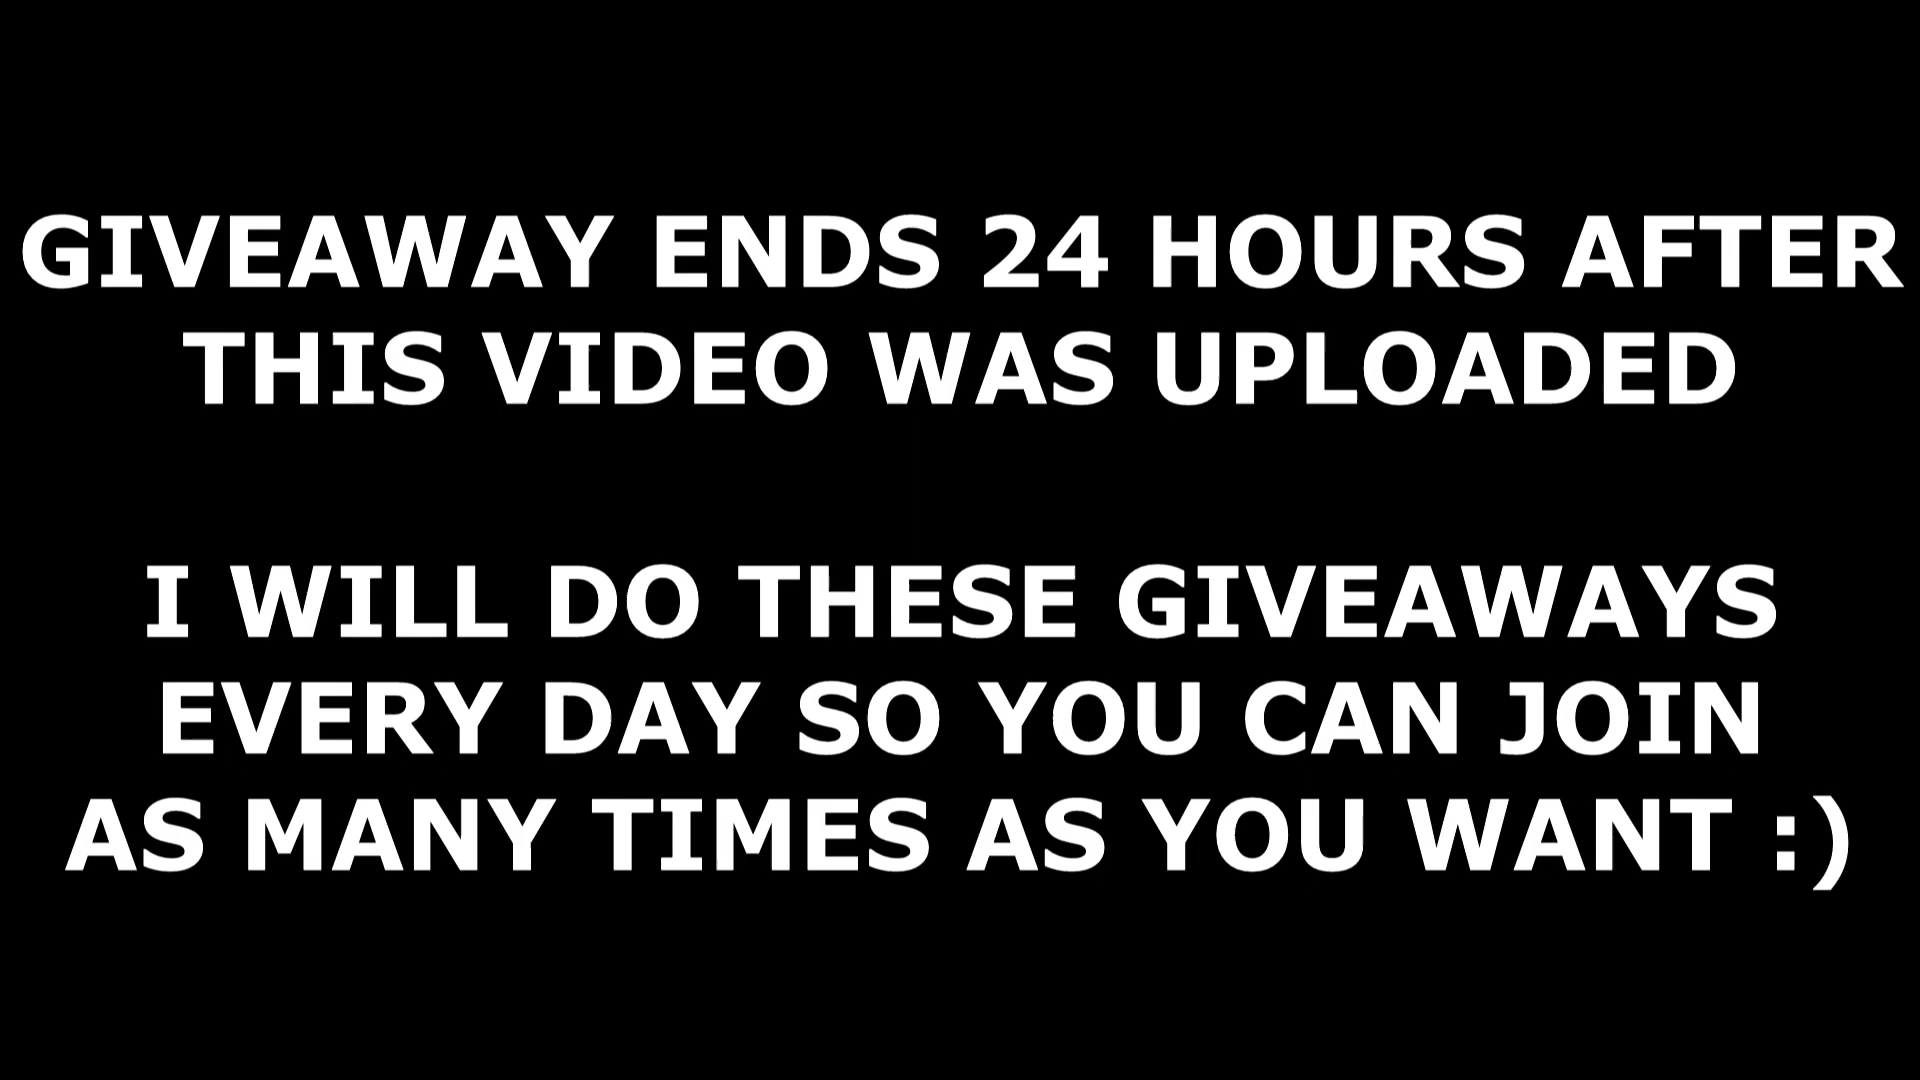 GIVEAWAY ENDS 24 HOURS AFTER
THIS VIDEO WAS UPLOADED
I WILL DO THESE GIVEAWAYS
EVERY DAY SO YOU CAN JOIN
AS MANY TIMES AS YOU WANT :)